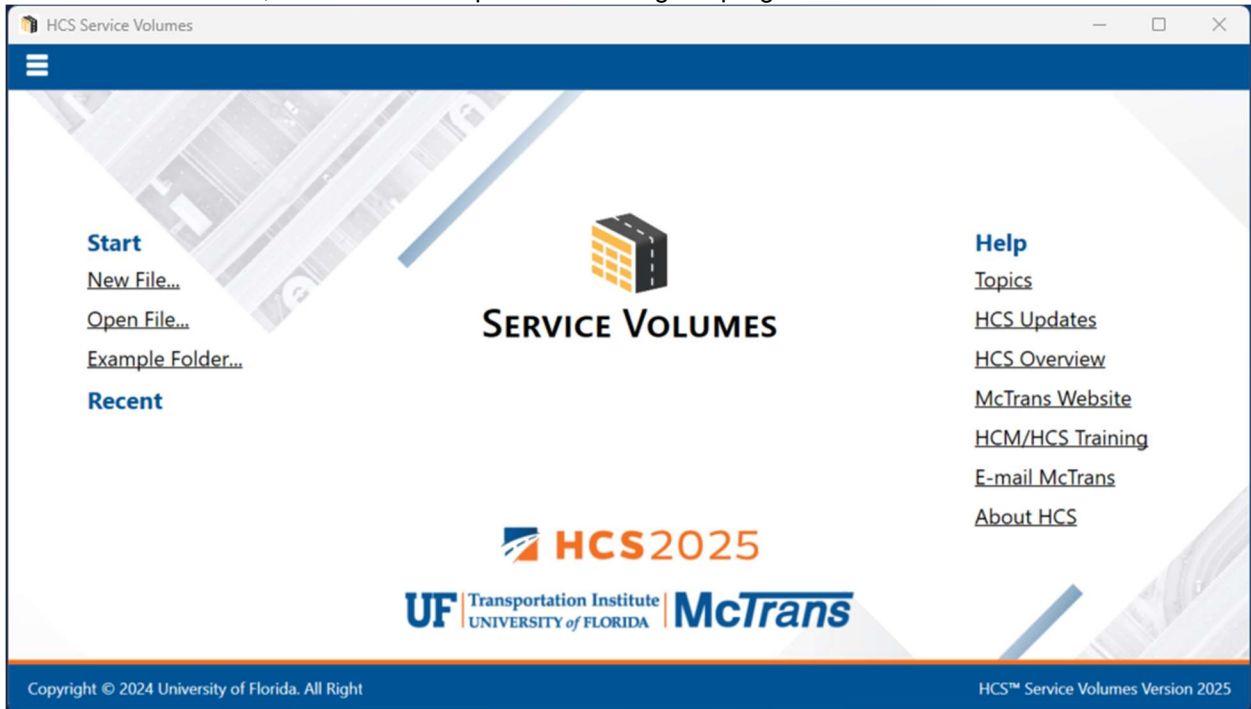 HCS Service Volumes
Start
New File...
Open File...
Example Folder...
Recent
SERVICE VOLUMES
HCS2025
UF Transportation Institute McTrans
UNIVERSITY of FLORIDA
Help
Topics
HCS Updates
HCS Overview
McTrans Website
HCM/HCS Training
E-mail McTrans
About HCS
Copyright © 2024 University of Florida. All Right
HCS™ Service Volumes Version 2025